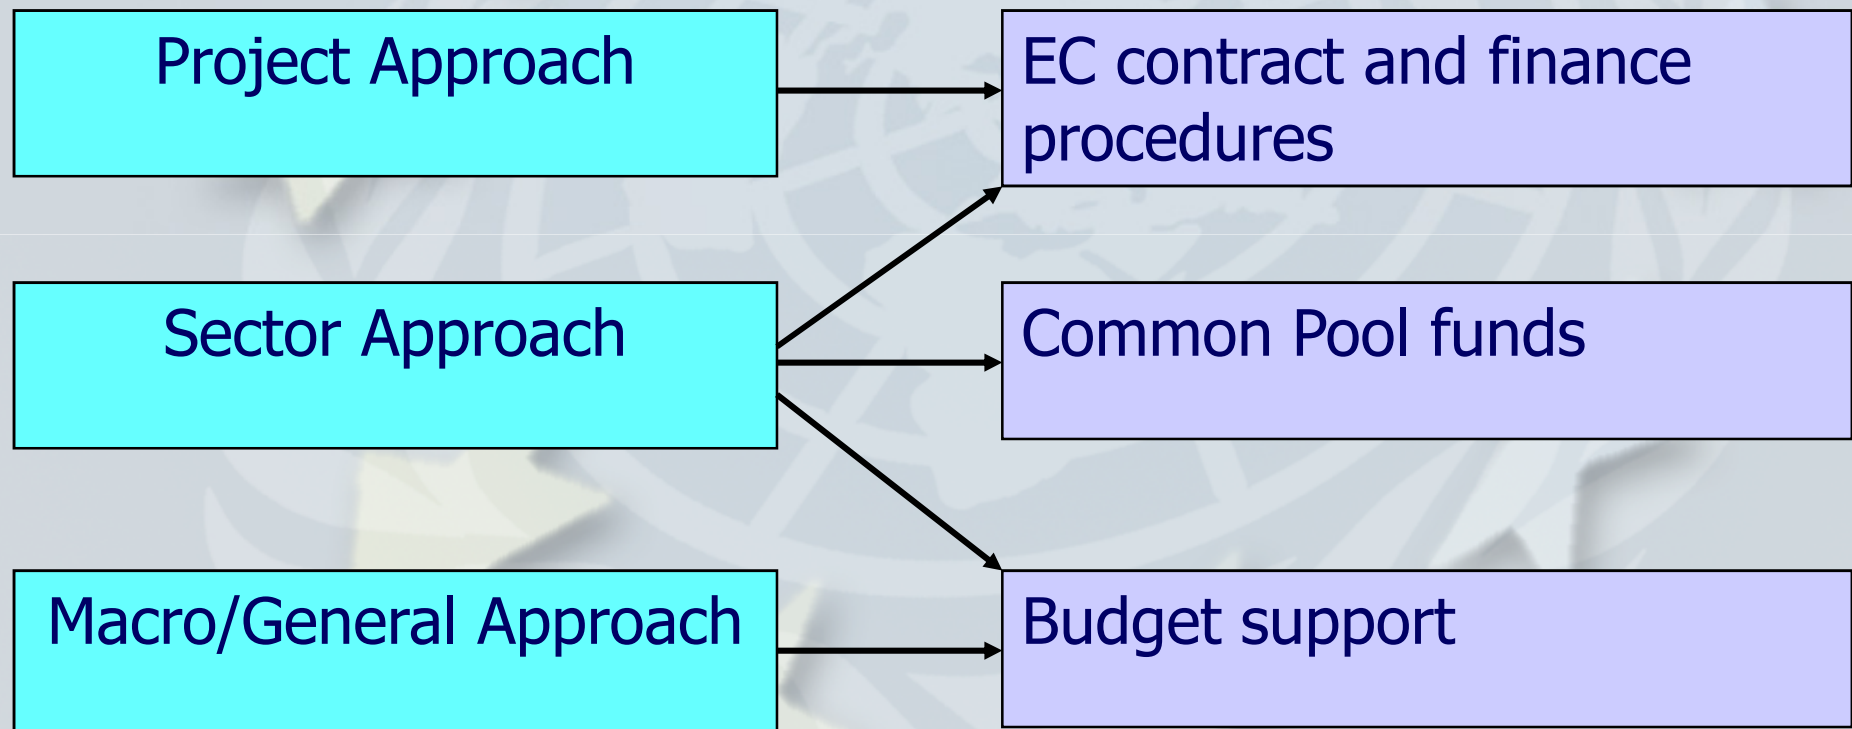 Project Approach
EC contract and finance
procedures
Sector Approach
Common Pool funds
Macro/General Approach
Budget support